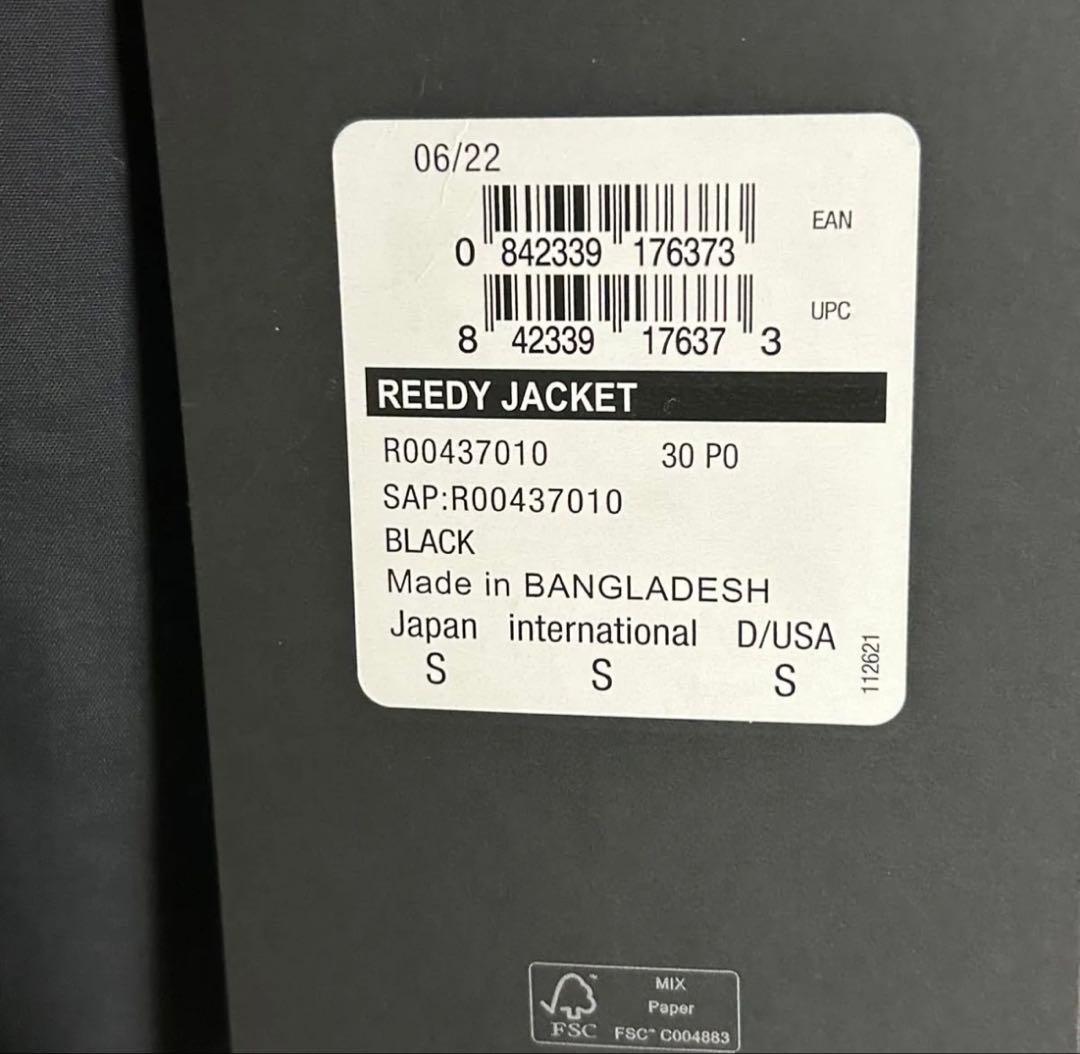 06/22
EAN
0 842339 176373
UPC
8 42339 17637 3
REEDY JACKET
R00437010 30 P0
SAP:R00437010
BLACK
Made in BANGLADESH
Japan international D/USA
S S S
112621
MIX
Paper
FSC FSC™ C004883